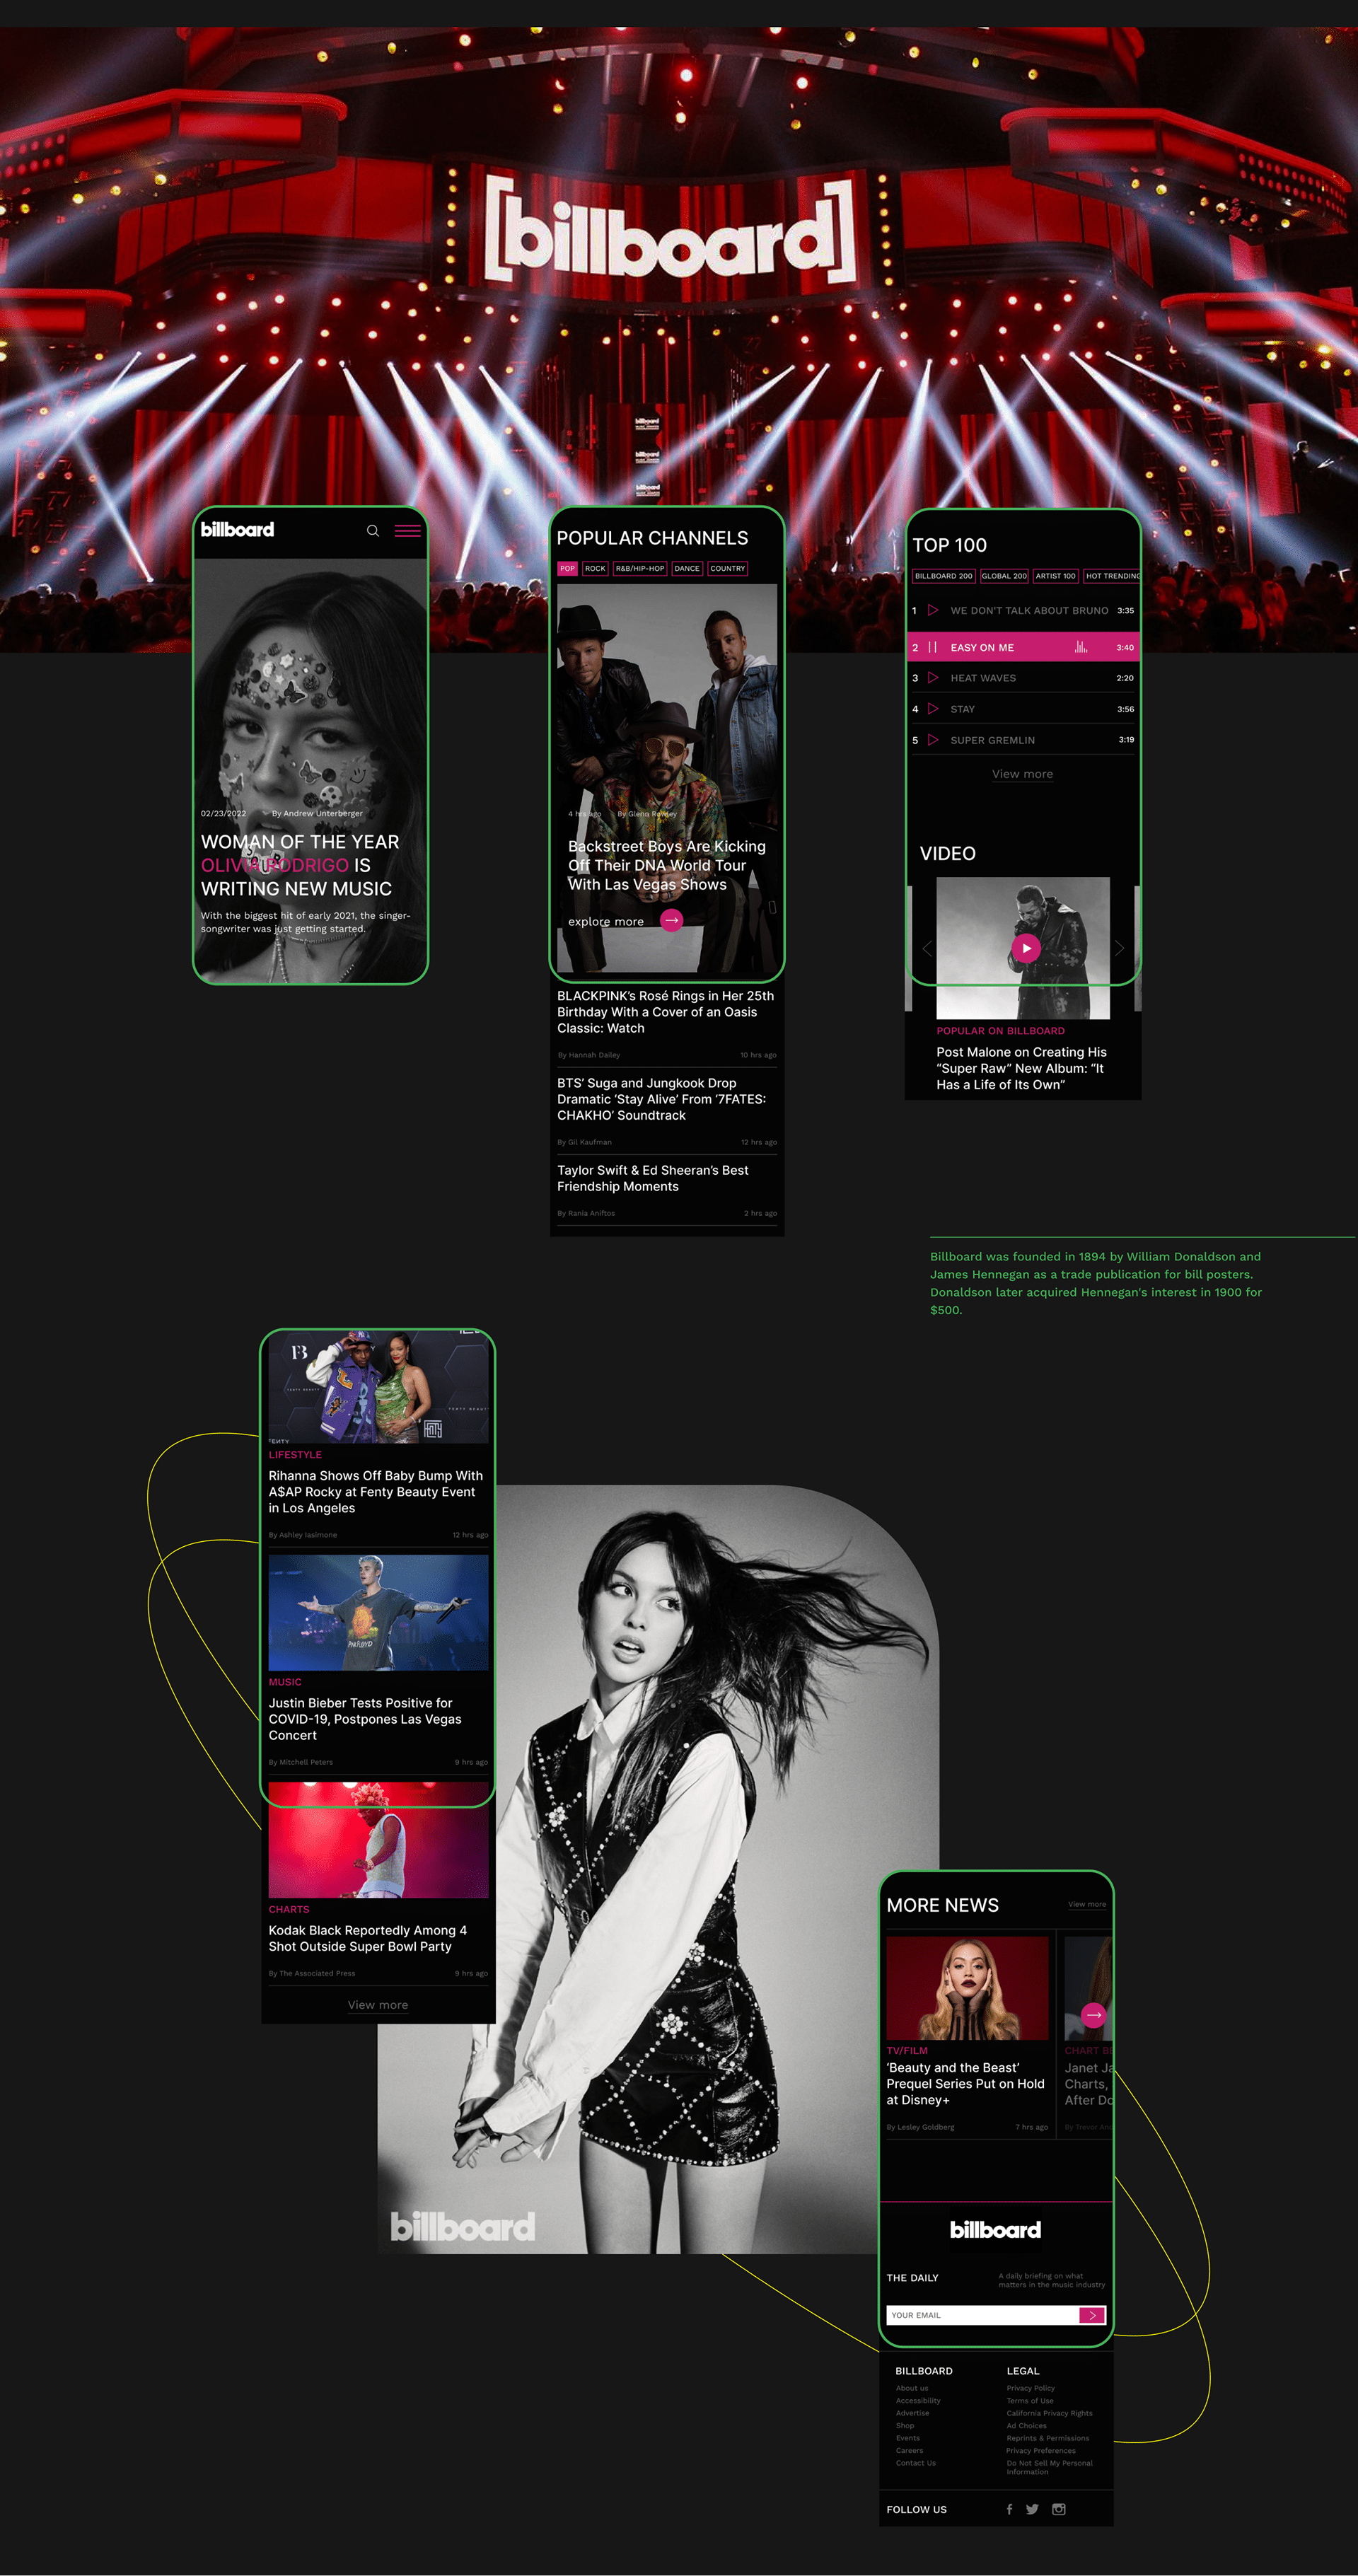 [billboard]
billboard
billboard
billboard
billboard
02/23/2022 By Andrew Unterberger
WOMAN OF THE YEAR
OLIVIA RODRIGO IS
WRITING NEW MUSIC
With the biggest hit of early 2021, the singer-
songwriter was just getting started.
POPULAR CHANNELS
POP ROCK R&B/HIP-HOP DANCE COUNTRY
4 hrs ago By Glenn Rowley
Backstreet Boys Are Kicking
Off Their DNA World Tour
With Las Vegas Shows
explore more
BLACKPINK's Rosé Rings in Her 25th
Birthday With a Cover of an Oasis
Classic: Watch
By Hannah Dailey 10 hrs ago
BTS' Suga and Jungkook Drop
Dramatic 'Stay Alive' From '7FATES:
CHAKHO' Soundtrack
By Gil Kaufman 12 hrs ago
Taylor Swift & Ed Sheeran's Best
Friendship Moments
By Rania Aniftos 2 hrs ago
TOP 100
BILLBOARD 200 GLOBAL 200 ARTIST 100 HOT TRENDING
1 WE DON'T TALK ABOUT BRUNO 3:35
2 EASY ON ME 3:40
3 HEAT WAVES 2:20
4 STAY 3:56
5 SUPER GREMLIN 3:19
View more
VIDEO
POPULAR ON BILLBOARD
Post Malone on Creating His
“Super Raw” New Album: “It
Has a Life of Its Own”
Billboard was founded in 1894 by William Donaldson and
James Hennegan as a trade publication for bill posters.
Donaldson later acquired Hennegan's interest in 1900 for
$500.
FENTY BEAUTY
FENTY
LIFESTYLE
Rihanna Shows Off Baby Bump With
A$AP Rocky at Fenty Beauty Event
in Los Angeles
By Ashley Iasimone 12 hrs ago
PINK FLOYD
MUSIC
Justin Bieber Tests Positive for
COVID-19, Postpones Las Vegas
Concert
By Mitchell Peters 9 hrs ago
CHARTS
Kodak Black Reportedly Among 4
Shot Outside Super Bowl Party
By The Associated Press 9 hrs ago
View more
billboard
MORE NEWS View more
TV/FILM
'Beauty and the Beast'
Prequel Series Put on Hold
at Disney+
By Lesley Goldberg 7 hrs ago
CHART BE
Janet Ja
Charts,
After Do
By Trevor An
billboard
THE DAILY
A daily briefing on what
matters in the music industry
YOUR EMAIL
BILLBOARD
About us
Accessibility
Advertise
Shop
Events
Careers
Contact Us
LEGAL
Privacy Policy
Terms of Use
California Privacy Rights
Ad Choices
Reprints & Permissions
Privacy Preferences
Do Not Sell My Personal
Information
FOLLOW US